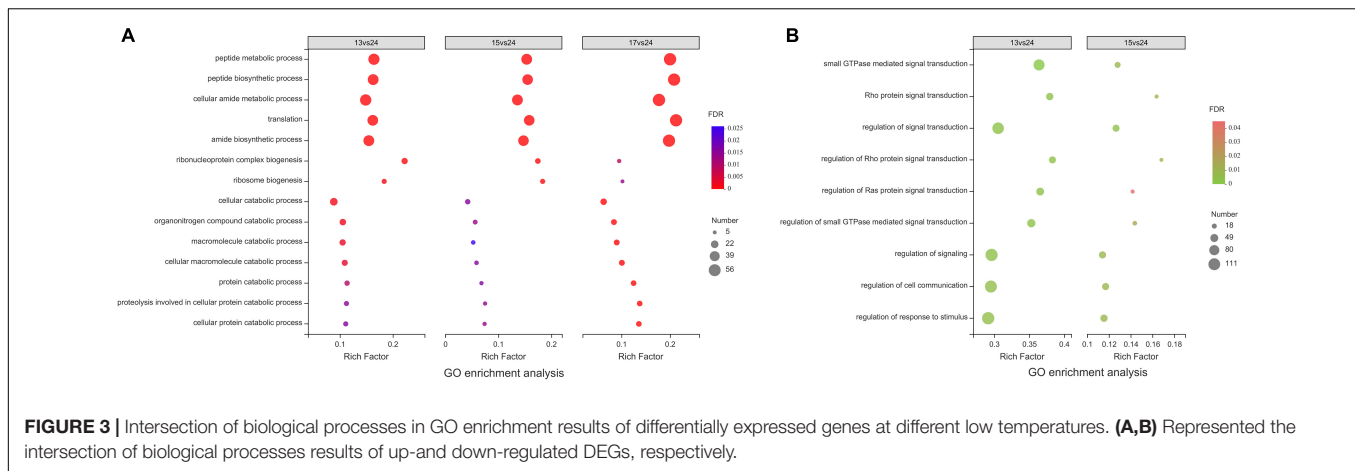 A
13vs24
15vs24
17vs24
peptide metabolic process
peptide biosynthetic process
cellular amide metabolic process
translation
amide biosynthetic process
ribonucleoprotein complex biogenesis
ribosome biogenesis
cellular catabolic process
organonitrogen compound catabolic process
macromolecule catabolic process
cellular macromolecule catabolic process
protein catabolic process
proteolysis involved in cellular protein catabolic process
cellular protein catabolic process
0.1 0.2
0 0.1 0.2
0.1 0.2
Rich Factor
Rich Factor
Rich Factor
GO enrichment analysis
FDR
0.025
0.020
0.015
0.010
0.005
0
Number
5
22
39
56
B
13vs24
15vs24
small GTPase mediated signal transduction
Rho protein signal transduction
regulation of signal transduction
regulation of Rho protein signal transduction
regulation of Ras protein signal transduction
regulation of small GTPase mediated signal transduction
regulation of signaling
regulation of cell communication
regulation of response to stimulus
0.3 0.35 0.4
0.1 0.12 0.14 0.16 0.18
Rich Factor
Rich Factor
GO enrichment analysis
FDR
0.04
0.03
0.02
0.01
0
Number
18
49
80
111
FIGURE 3 | Intersection of biological processes in GO enrichment results of differentially expressed genes at different low temperatures. (A,B) Represented the
intersection of biological processes results of up-and down-regulated DEGs, respectively.